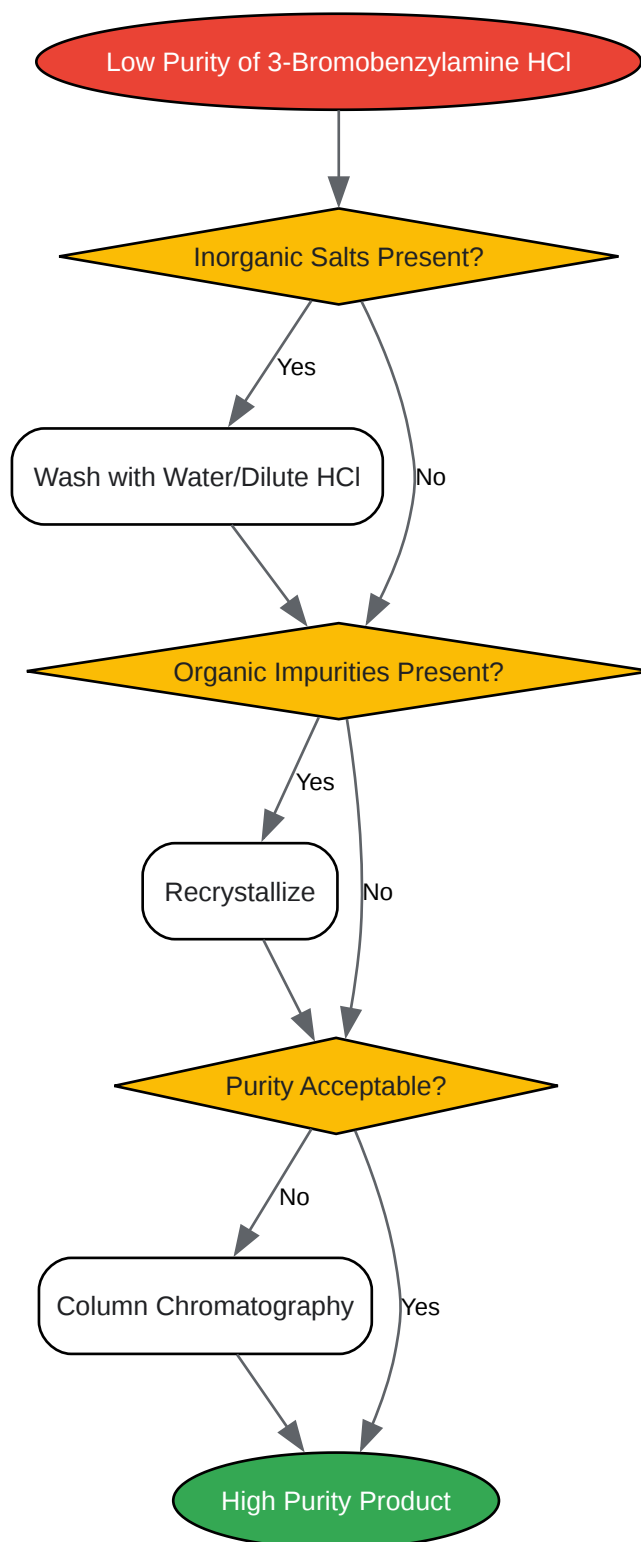 Low Purity of 3-Bromobenzylamine HCl
Inorganic Salts Present?
Yes
Wash with Water/Dilute HCl
No
Organic Impurities Present?
Yes
Recrystallize
No
Purity Acceptable?
No
Column Chromatography
Yes
High Purity Product